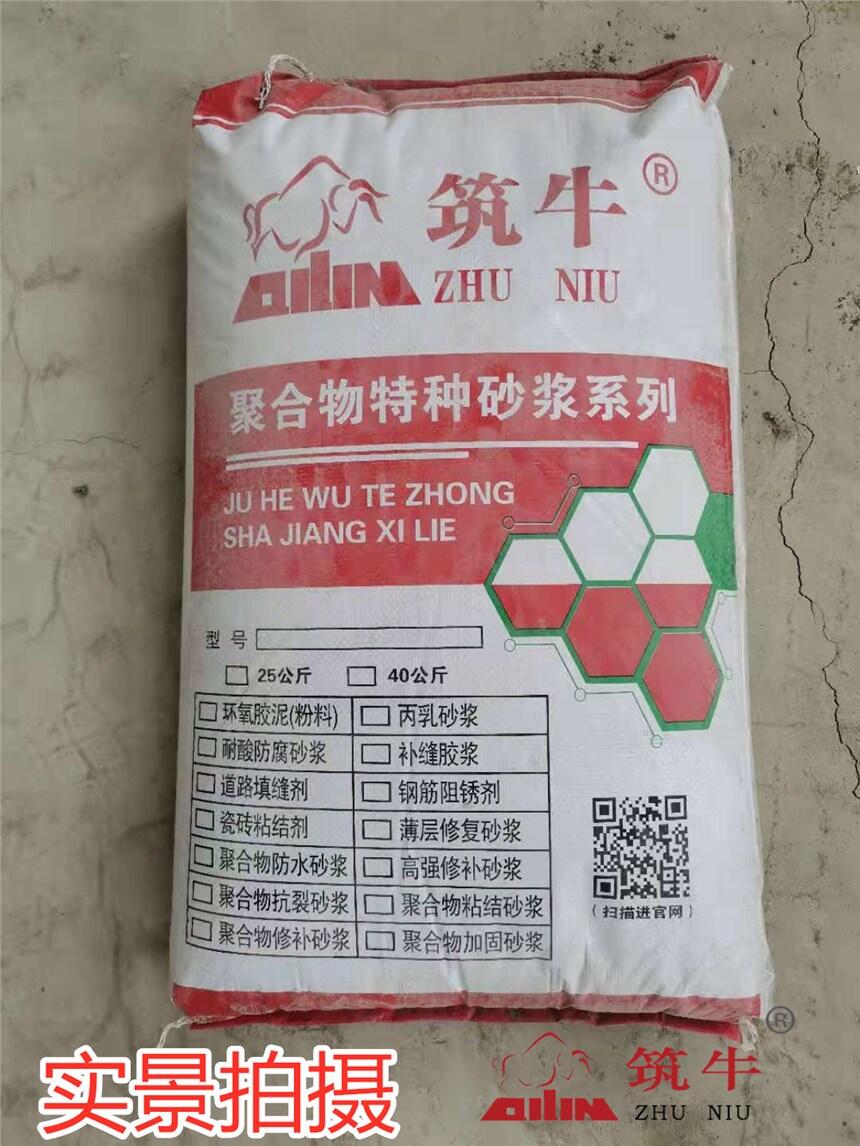 筑牛®
QILIN ZHU NIU
聚合物特种砂浆系列
JU HE WU TE ZHONG
SHA JIANG XI LIE
型号
25公斤 40公斤
环氧胶泥(粉料) 丙乳砂浆
耐酸防腐砂浆 补缝胶浆
道路填缝剂 钢筋阻锈剂
瓷砖粘结剂 薄层修复砂浆
聚合物防水砂浆 高强修补砂浆
聚合物抗裂砂浆 聚合物粘结砂浆
聚合物修补砂浆 聚合物加固砂浆
(扫描进官网)
实景拍摄
筑牛®
QILIN ZHU NIU